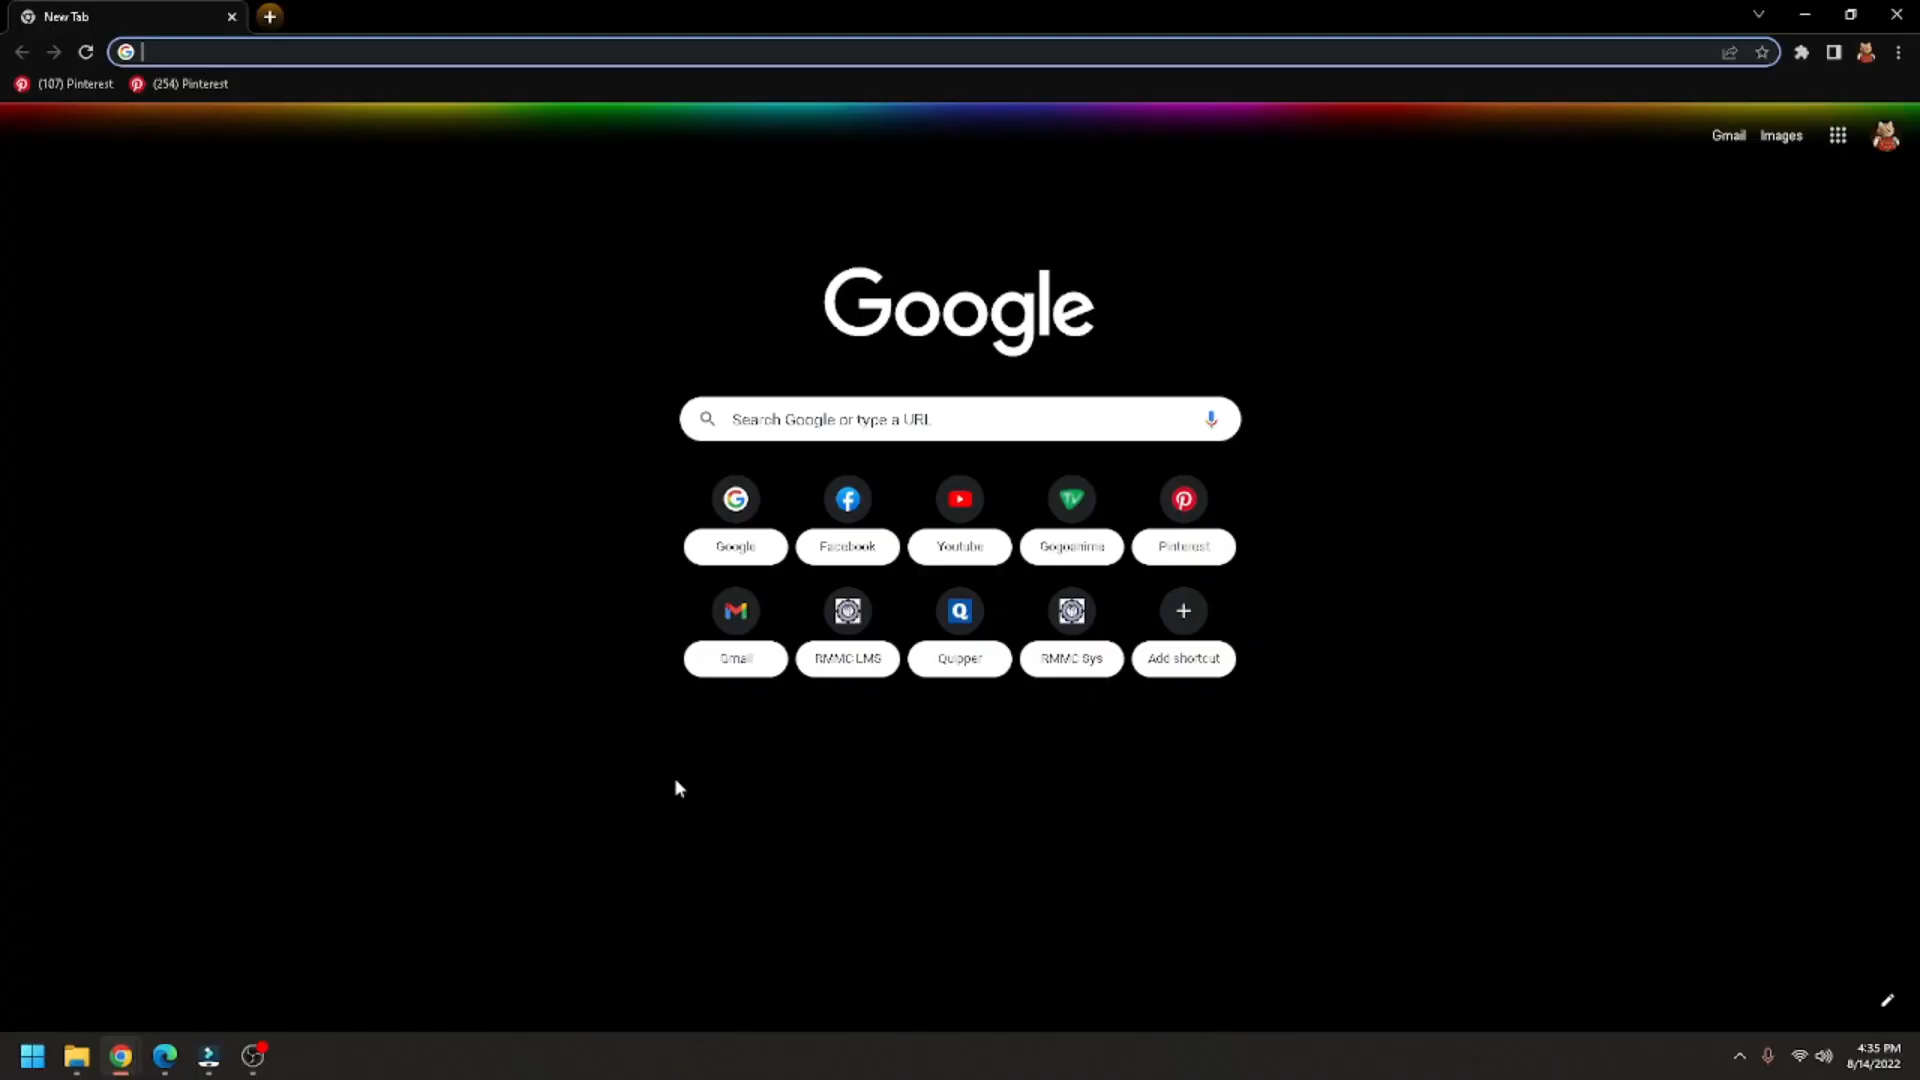 New Tab
(107) Pinterest (254) Pinterest
Gmail Images
Google
Search Google or type a URL
Google Facebook Youtube Gogoanime Pinterest
Gmail RMMC LMS Quipper RMMC Sys Add shortcut
4:35 PM
8/14/2022